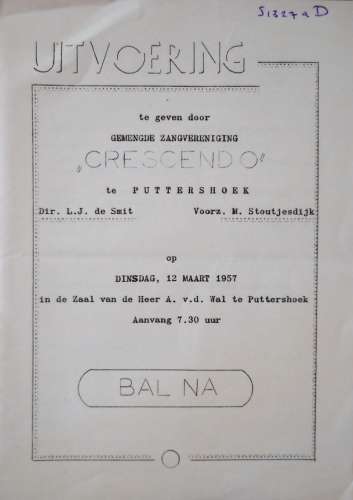 S1327aD
UITVOERING
te geven door
GEMENGDE ZANGVERENIGING
„CRESCENDO"
te PUTTERSHOEK
Dir. L.J. de Smit Voorz. M. Stoutjesdijk
op
DINSDAG, 12 MAART 1957
in de Zaal van de Heer A. v.d. Wal te Puttershoek
Aanvang 7.30 uur
BAL NA